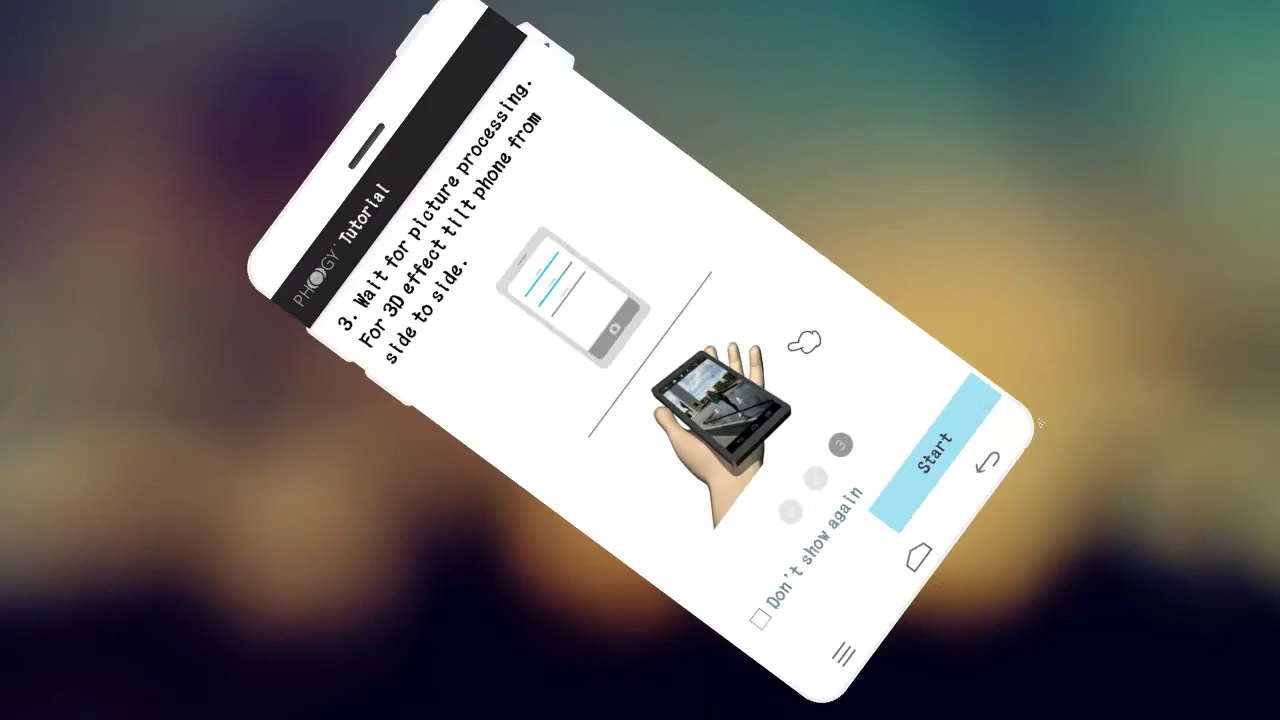 PHOGY Tutorial
3. Wait for picture processing.
For 3D effect tilt phone from
side to side.
3
Don't show again
Start